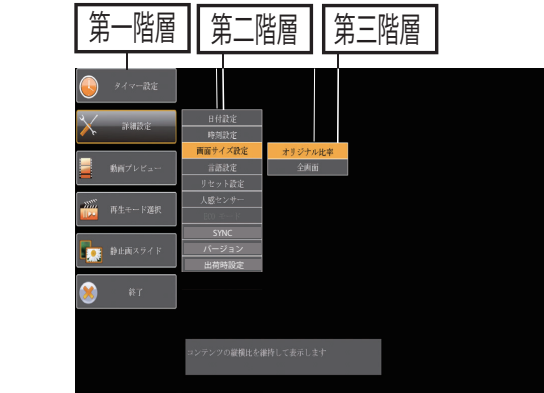 第一階層
第二階層
第三階層
タイマー設定
詳細設定
動画プレビュー
再生モード選択
静止画スライド
終了
日付設定
時刻設定
画面サイズ設定
言語設定
リセット設定
人感センサー
SYNC
バージョン
出荷時設定
オリジナル比率
全画面
コンテンツの縦横比を維持して表示します